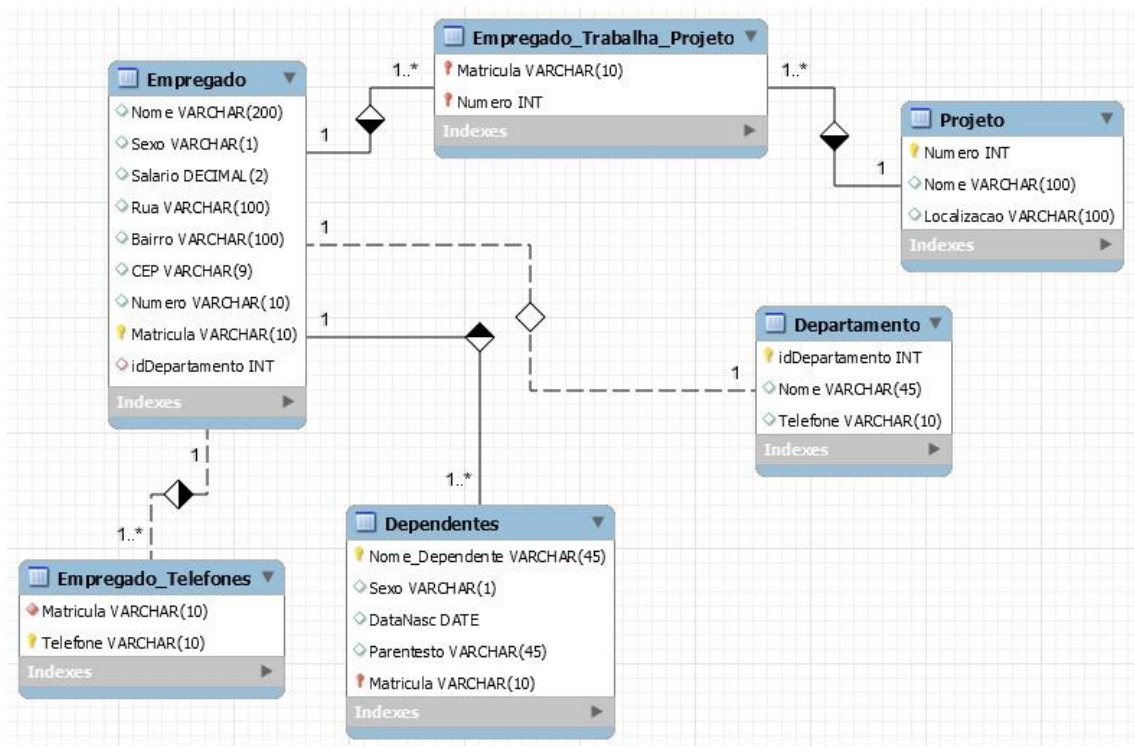 Empregado_Trabalha_Projeto
Matricula VARCHAR(10)
Numero INT
Indexes
1..*
1..*
Empregado
Nome VARCHAR(200)
Sexo VARCHAR(1)
Salario DECIMAL(2)
Rua VARCHAR(100)
Bairro VARCHAR(100)
CEP VARCHAR(9)
Numero VARCHAR(10)
Matricula VARCHAR(10)
idDepartamento INT
Indexes
1
1
1
1
Projeto
Numero INT
Nome VARCHAR(100)
Localizacao VARCHAR(100)
Indexes
1
Departamento
idDepartamento INT
Nome VARCHAR(45)
Telefone VARCHAR(10)
Indexes
1
1..*
1..*
Empregado_Telefones
Matricula VARCHAR(10)
Telefone VARCHAR(10)
Indexes
Dependentes
Nome_Dependente VARCHAR(45)
Sexo VARCHAR(1)
DataNasc DATE
Parentesto VARCHAR(45)
Matricula VARCHAR(10)
Indexes